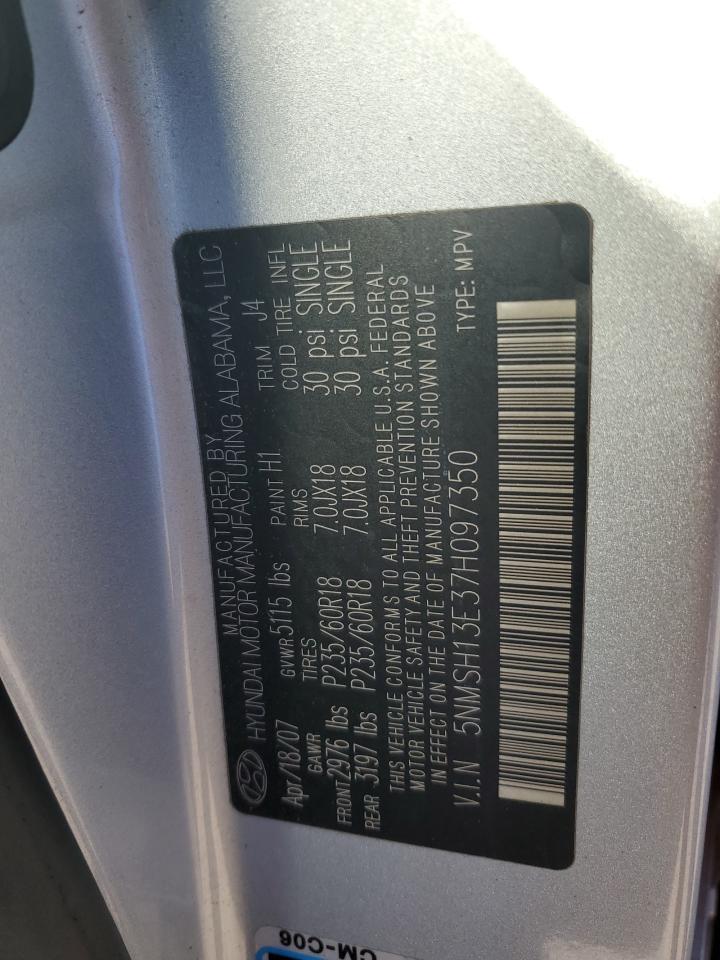 MANUFACTURED BY
HYUNDAI MOTOR MANUFACTURING ALABAMA, LLC
Apr/18/07 GVWR 5115 lbs PAINT H1 TRIM J4
GAWR TIRES RIMS COLD TIRE INFL
FRONT 2976 lbs P235/60R18 7.0JX18 30 psi SINGLE
REAR 3197 lbs P235/60R18 7.0JX18 30 psi SINGLE
THIS VEHICLE CONFORMS TO ALL APPLICABLE U.S.A. FEDERAL
MOTOR VEHICLE SAFETY AND THEFT PREVENTION STANDARDS
IN EFFECT ON THE DATE OF MANUFACTURE SHOWN ABOVE
V.I.N 5NMSH13E37H097350 TYPE: MPV
CM-C06